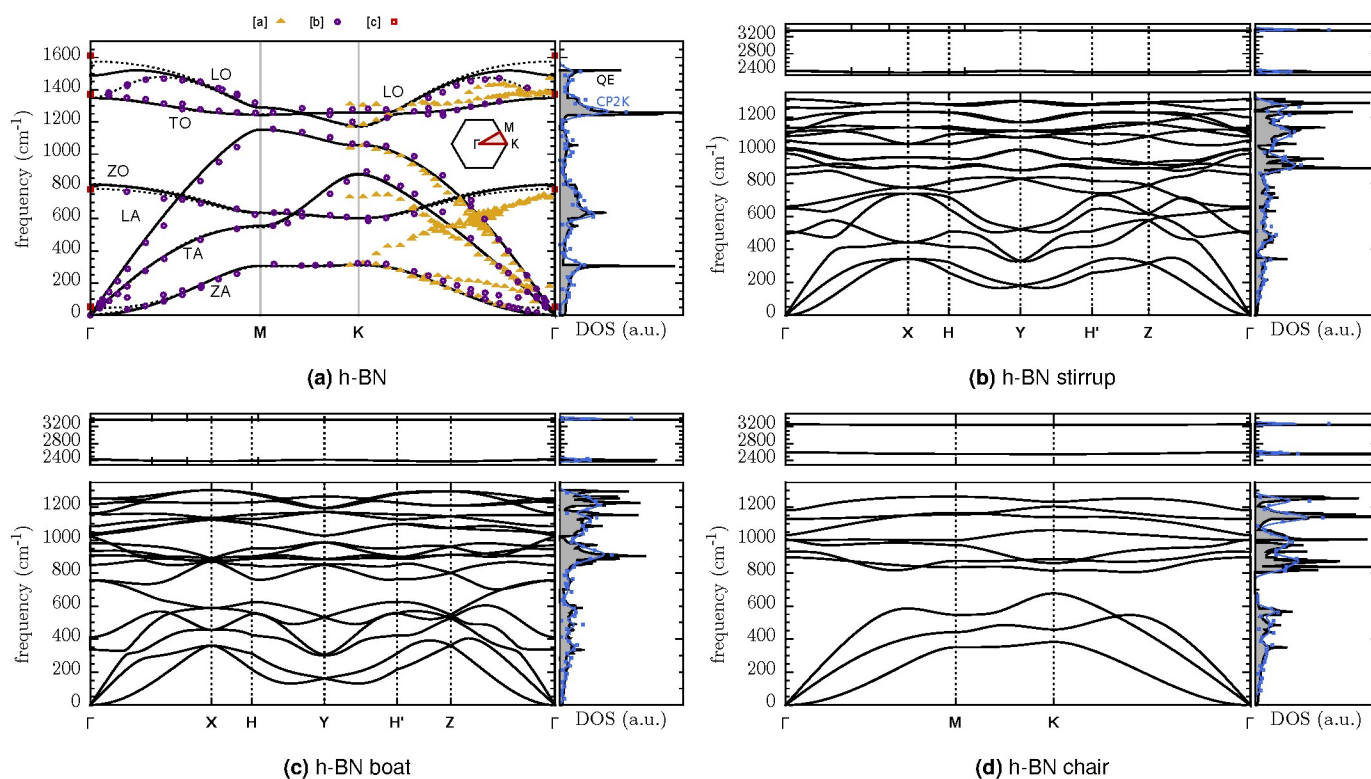 [a] [b] [c]
1600
1400
1200
1000
800
600
400
200
0
frequency (cm-1)
LO
TO
ZO
LA
TA
ZA
LO
M
Γ
K
QE
CP2K
Γ M K Γ DOS (a.u.)
(a) h-BN
3200
2800
2400
1200
1000
800
600
400
200
0
frequency (cm-1)
Γ X H Y H' Z Γ DOS (a.u.)
(b) h-BN stirrup
3200
2800
2400
1200
1000
800
600
400
200
0
frequency (cm-1)
Γ X H Y H' Z Γ DOS (a.u.)
(c) h-BN boat
3200
2800
2400
1200
1000
800
600
400
200
0
frequency (cm-1)
Γ M K Γ DOS (a.u.)
(d) h-BN chair